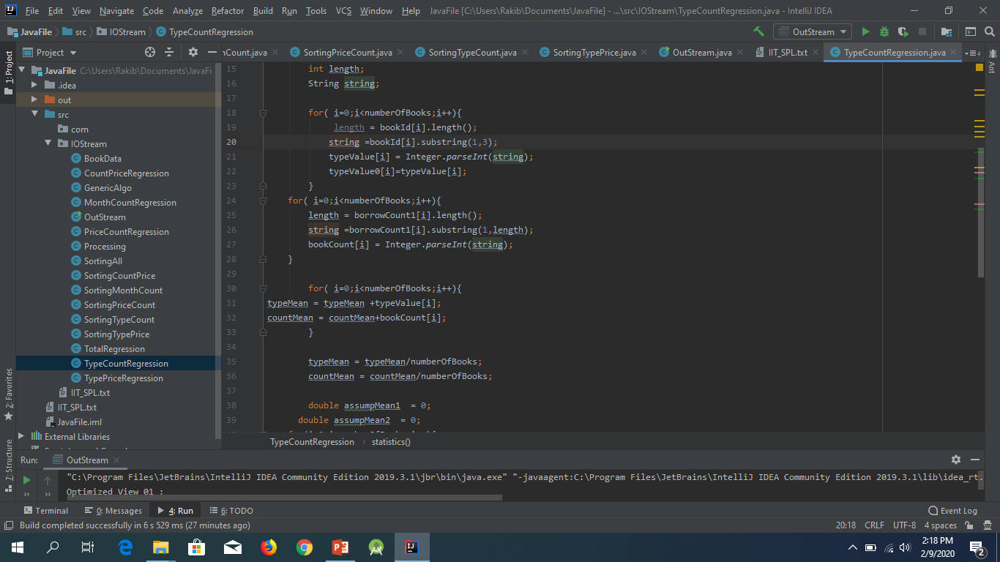 File Edit View Navigate Code Analyze Refactor Build Run Tools VCS Window Help JavaFile [C:\Users\Rakib\Documents\JavaFile] - ...\src\IOStream\TypeCountRegression.java - IntelliJ IDEA
JavaFile src IOStream TypeCountRegression.java OutStream
Project Count.java SortingPriceCount.java SortingTypeCount.java SortingTypePrice.java OutStream.java IIT_SPL.txt TypeCountRegression.java 4
1: Project
Ant
JavaFile C:\Users\Rakib\Documents\JavaFi
.idea
out
src
com
IOStream
BookData
CountPriceRegression
GenericAlgo
MonthCountRegression
OutStream
PriceCountRegression
Processing
SortingAll
SortingCountPrice
SortingMonthCount
SortingPriceCount
SortingTypeCount
SortingTypePrice
TotalRegression
TypeCountRegression
TypePriceRegression
IIT_SPL.txt
IIT_SPL.txt
JavaFile.iml
External Libraries
15 int length;
16 String string;
17
18 for( i=0;i<numberOfBooks;i++){
19 length = bookId[i].length();
20 string =bookId[i].substring(1,3);
21 typeValue[i] = Integer.parseInt(string);
22 typeValue0[i]=typeValue[i];
23 }
24 for( i=0;i<numberOfBooks;i++){
25 length = borrowCount1[i].length();
26 string =borrowCount1[i].substring(1,length);
27 bookCount[i] = Integer.parseInt(string);
28 }
29
30 for( i=0;i<numberOfBooks;i++){
31 typeMean = typeMean +typeValue[i];
32 countMean = countMean+bookCount[i];
33 }
34
35 typeMean = typeMean/numberOfBooks;
36 countMean = countMean/numberOfBooks;
37
38 double assumpMean1 = 0;
39 double assumpMean2 = 0;
TypeCountRegression › statistics()
2: Favorites
7: Structure
Run: OutStream
"C:\Program Files\JetBrains\IntelliJ IDEA Community Edition 2019.3.1\jbr\bin\java.exe" "-javaagent:C:\Program Files\JetBrains\IntelliJ IDEA Community Edition 2019.3.1\lib\idea_rt.
Optimized View 01 :
Terminal 0: Messages 4: Run 6: TODO Event Log
Build completed successfully in 6 s 529 ms (27 minutes ago) 20:18 CRLF UTF-8 4 spaces
2:18 PM
2/9/2020
2